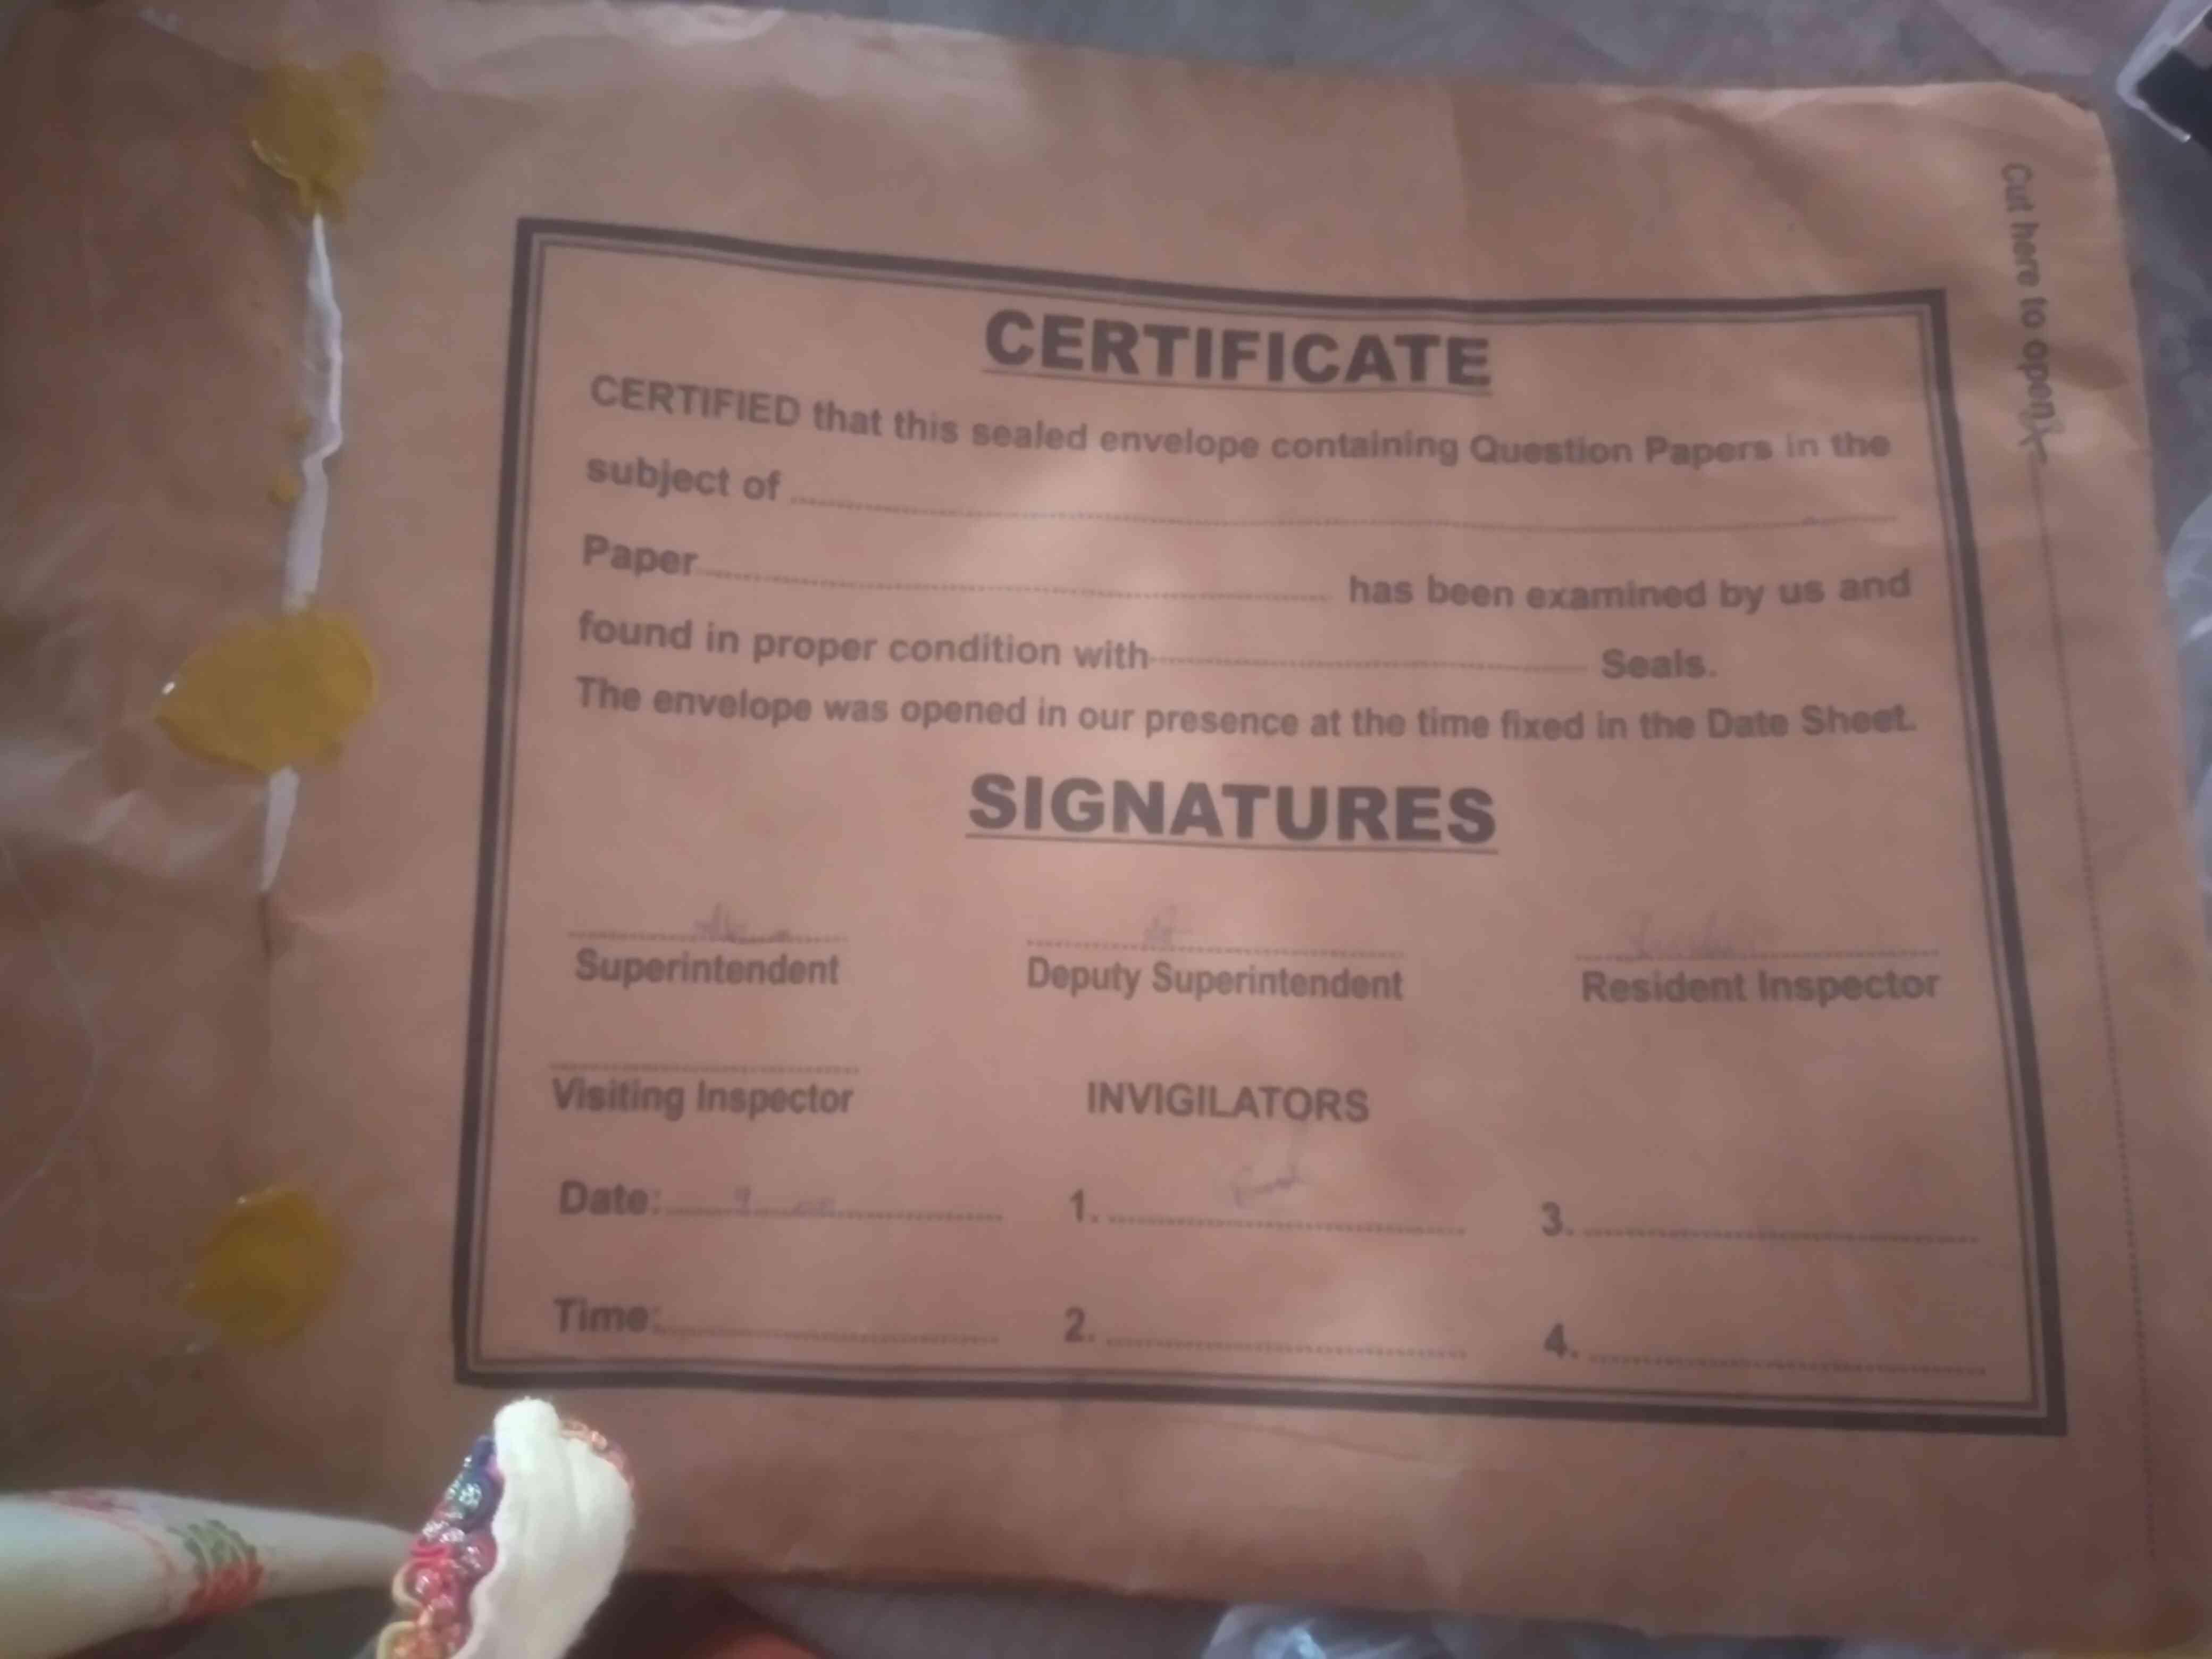 Cut here to open
CERTIFICATE
CERTIFIED that this sealed envelope containing Question Papers in the
subject of
Paper has been examined by us and
found in proper condition with Seals.
The envelope was opened in our presence at the time fixed in the Date Sheet.
SIGNATURES
Superintendent Deputy Superintendent Resident Inspector
Visiting Inspector INVIGILATORS
Date: 1. 3.
Time: 2. 4.